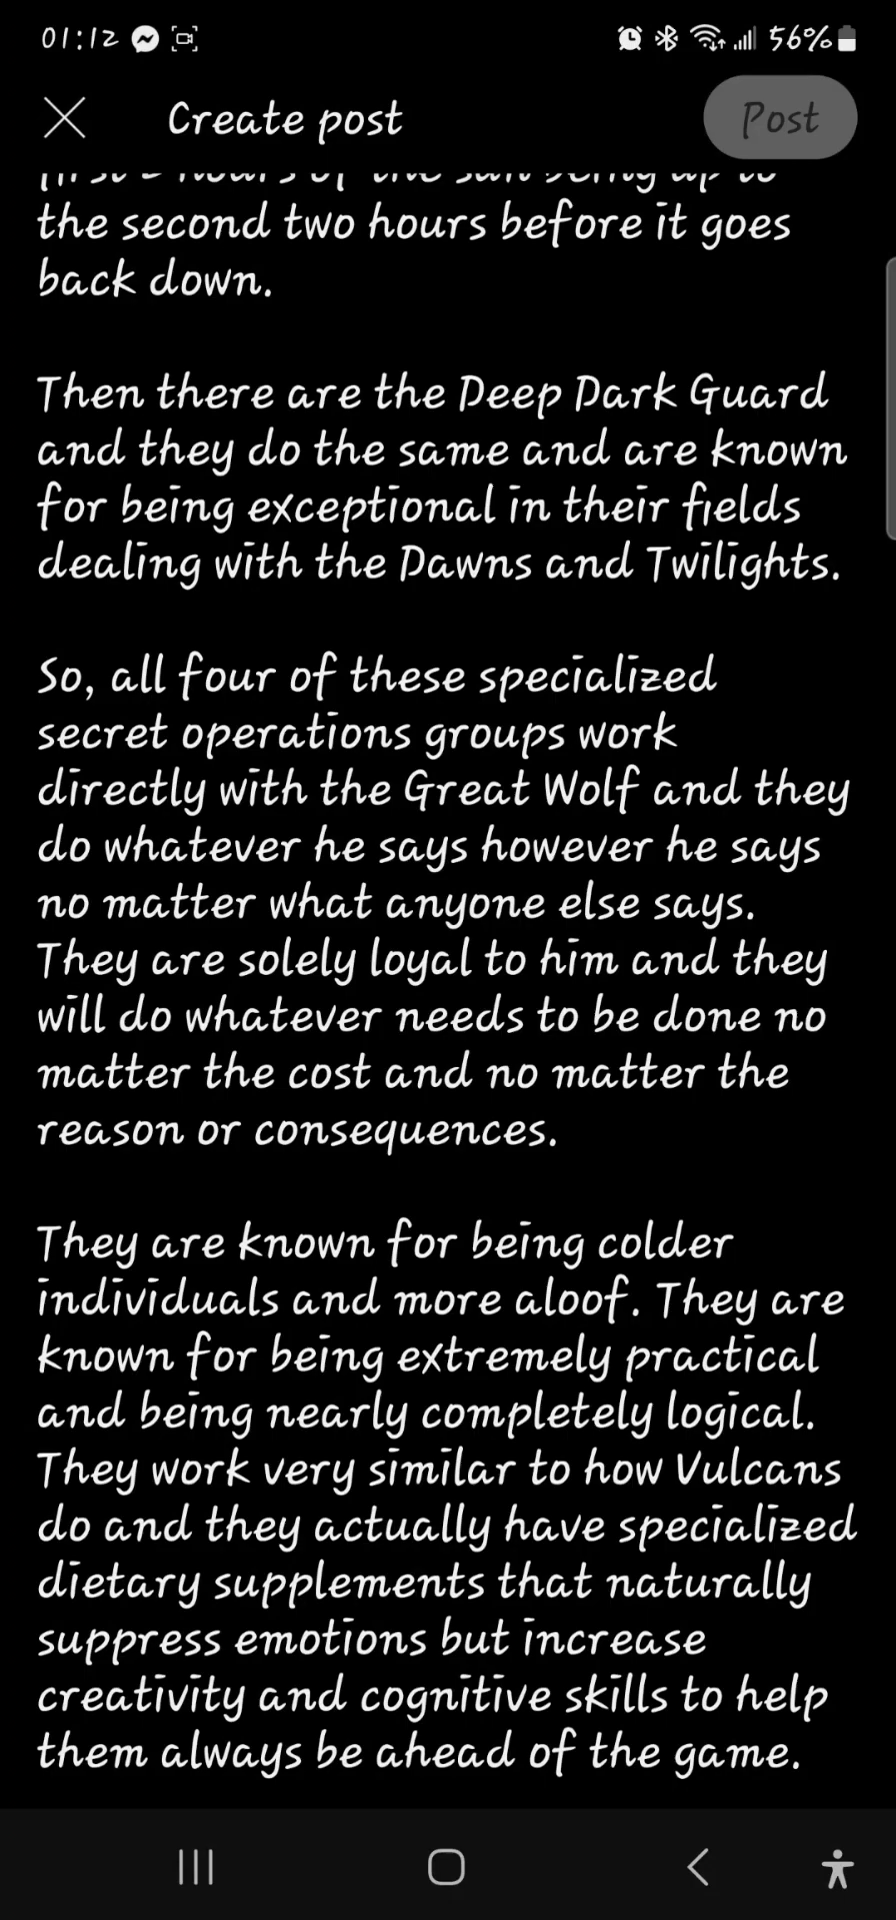 01:12 56%
Create post Post
the second two hours before it goes
back down.
Then there are the Deep Dark Guard
and they do the same and are known
for being exceptional in their fields
dealing with the Dawns and Twilights.
So, all four of these specialized
secret operations groups work
directly with the Great Wolf and they
do whatever he says however he says
no matter what anyone else says.
They are solely loyal to him and they
will do whatever needs to be done no
matter the cost and no matter the
reason or consequences.
They are known for being colder
individuals and more aloof. They are
known for being extremely practical
and being nearly completely logical.
They work very similar to how Vulcans
do and they actually have specialized
dietary supplements that naturally
suppress emotions but increase
creativity and cognitive skills to help
them always be ahead of the game.